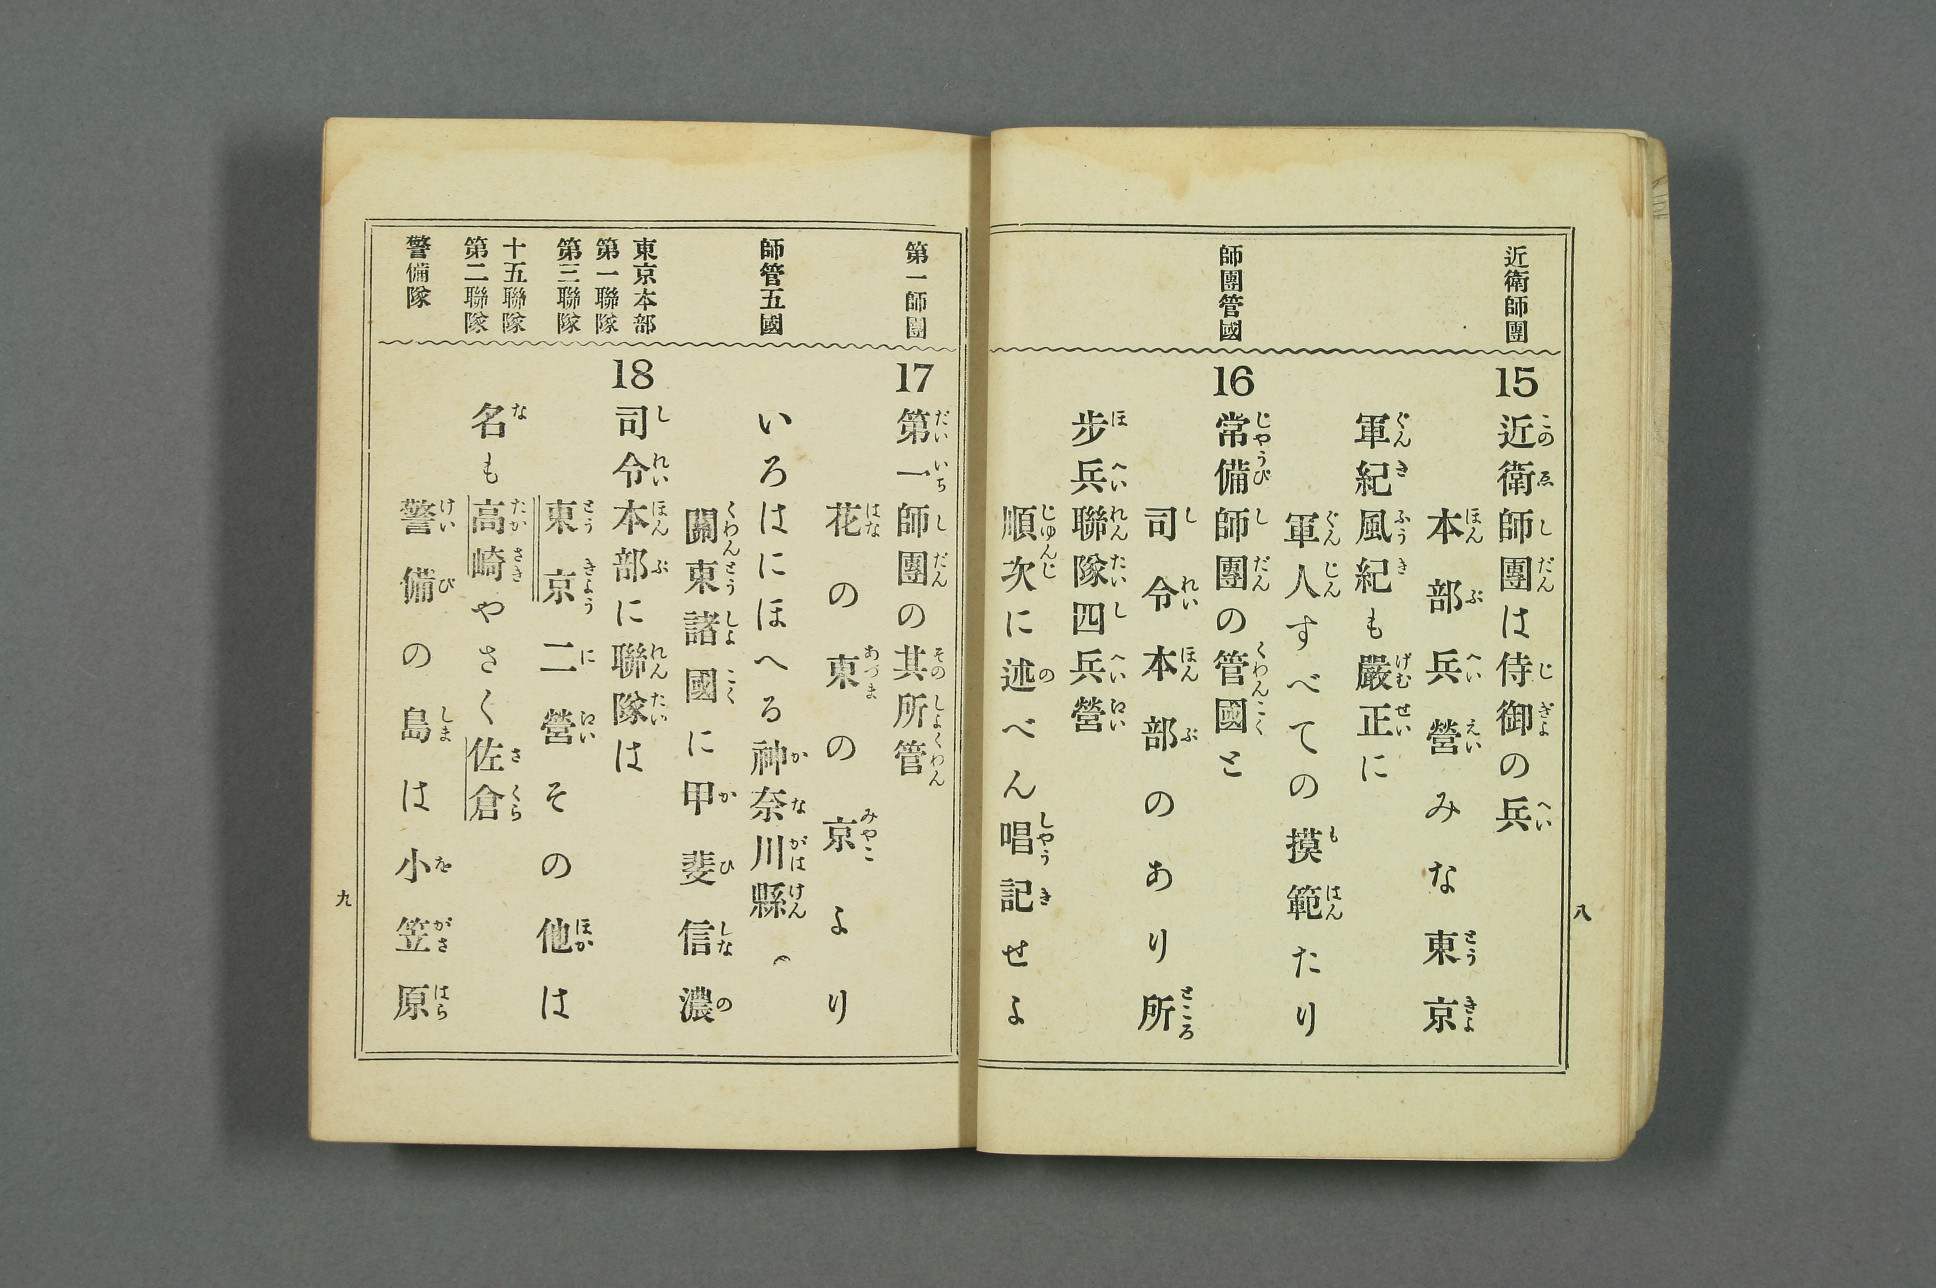 近衛師團
15 近衛師團は侍御の兵
本部兵營みな東京
軍紀風紀も嚴正に
軍人すべての摸範たり
師團管國
16 常備師團の管國と
司令本部のあり所
步兵聯隊四兵營
順次に述べん唱記せよ
八
第一師團
17 第一師團の其所管
花の東の京より
師管五國
いろはにほへる神奈川縣
關東諸國に甲斐信濃
東京本部
第一聯隊
第三聯隊
18 司令本部に聯隊は
東京二營その他は
十五聯隊
第二聯隊
名も高崎やさく佐倉
警備隊
警備の島は小笠原
九